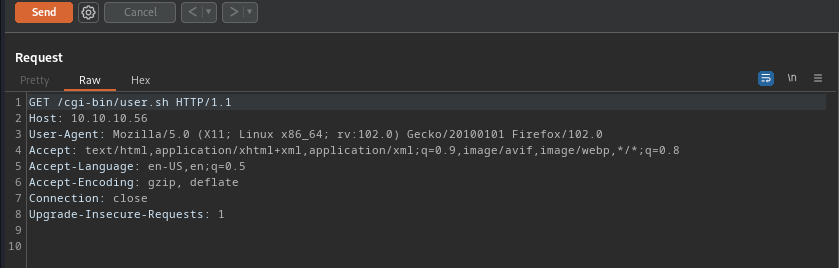 Send Cancel < >
Request
Pretty Raw Hex \n
1 GET /cgi-bin/user.sh HTTP/1.1
2 Host: 10.10.10.56
3 User-Agent: Mozilla/5.0 (X11; Linux x86_64; rv:102.0) Gecko/20100101 Firefox/102.0
4 Accept: text/html,application/xhtml+xml,application/xml;q=0.9,image/avif,image/webp,*/*;q=0.8
5 Accept-Language: en-US,en;q=0.5
6 Accept-Encoding: gzip, deflate
7 Connection: close
8 Upgrade-Insecure-Requests: 1
9
10